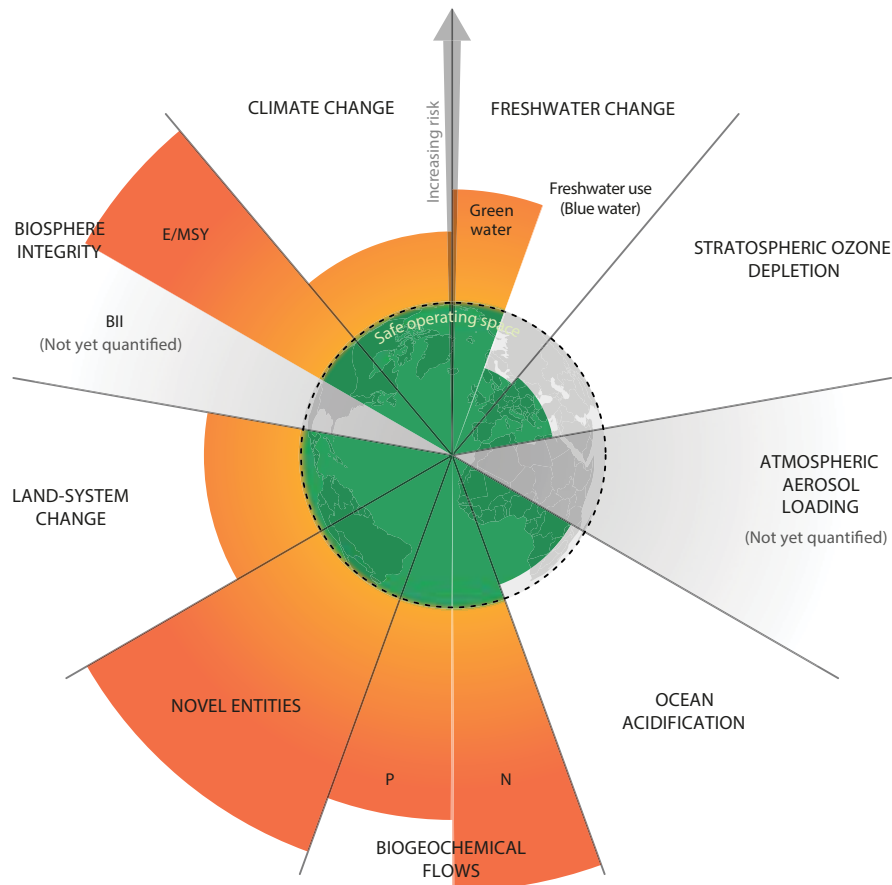 CLIMATE CHANGE
FRESHWATER CHANGE
Increasing risk
Freshwater use
(Blue water)
Green
water
BIOSPHERE
INTEGRITY
E/MSY
STRATOSPHERIC OZONE
DEPLETION
BII
(Not yet quantified)
Safe operating space
LAND-SYSTEM
CHANGE
ATMOSPHERIC
AEROSOL
LOADING
(Not yet quantified)
NOVEL ENTITIES
OCEAN
ACIDIFICATION
P
N
BIOGEOCHEMICAL
FLOWS